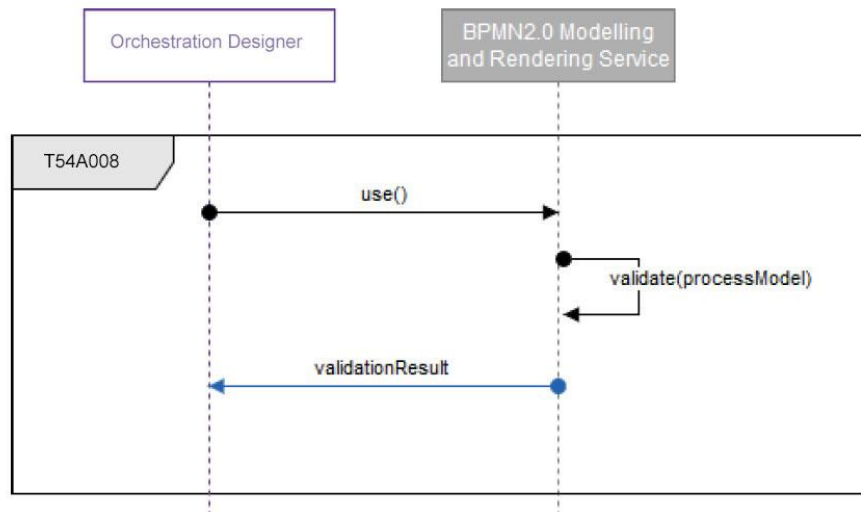 Orchestration Designer
BPMN2.0 Modelling
and Rendering Service
T54A008
use()
validate(processModel)
validationResult